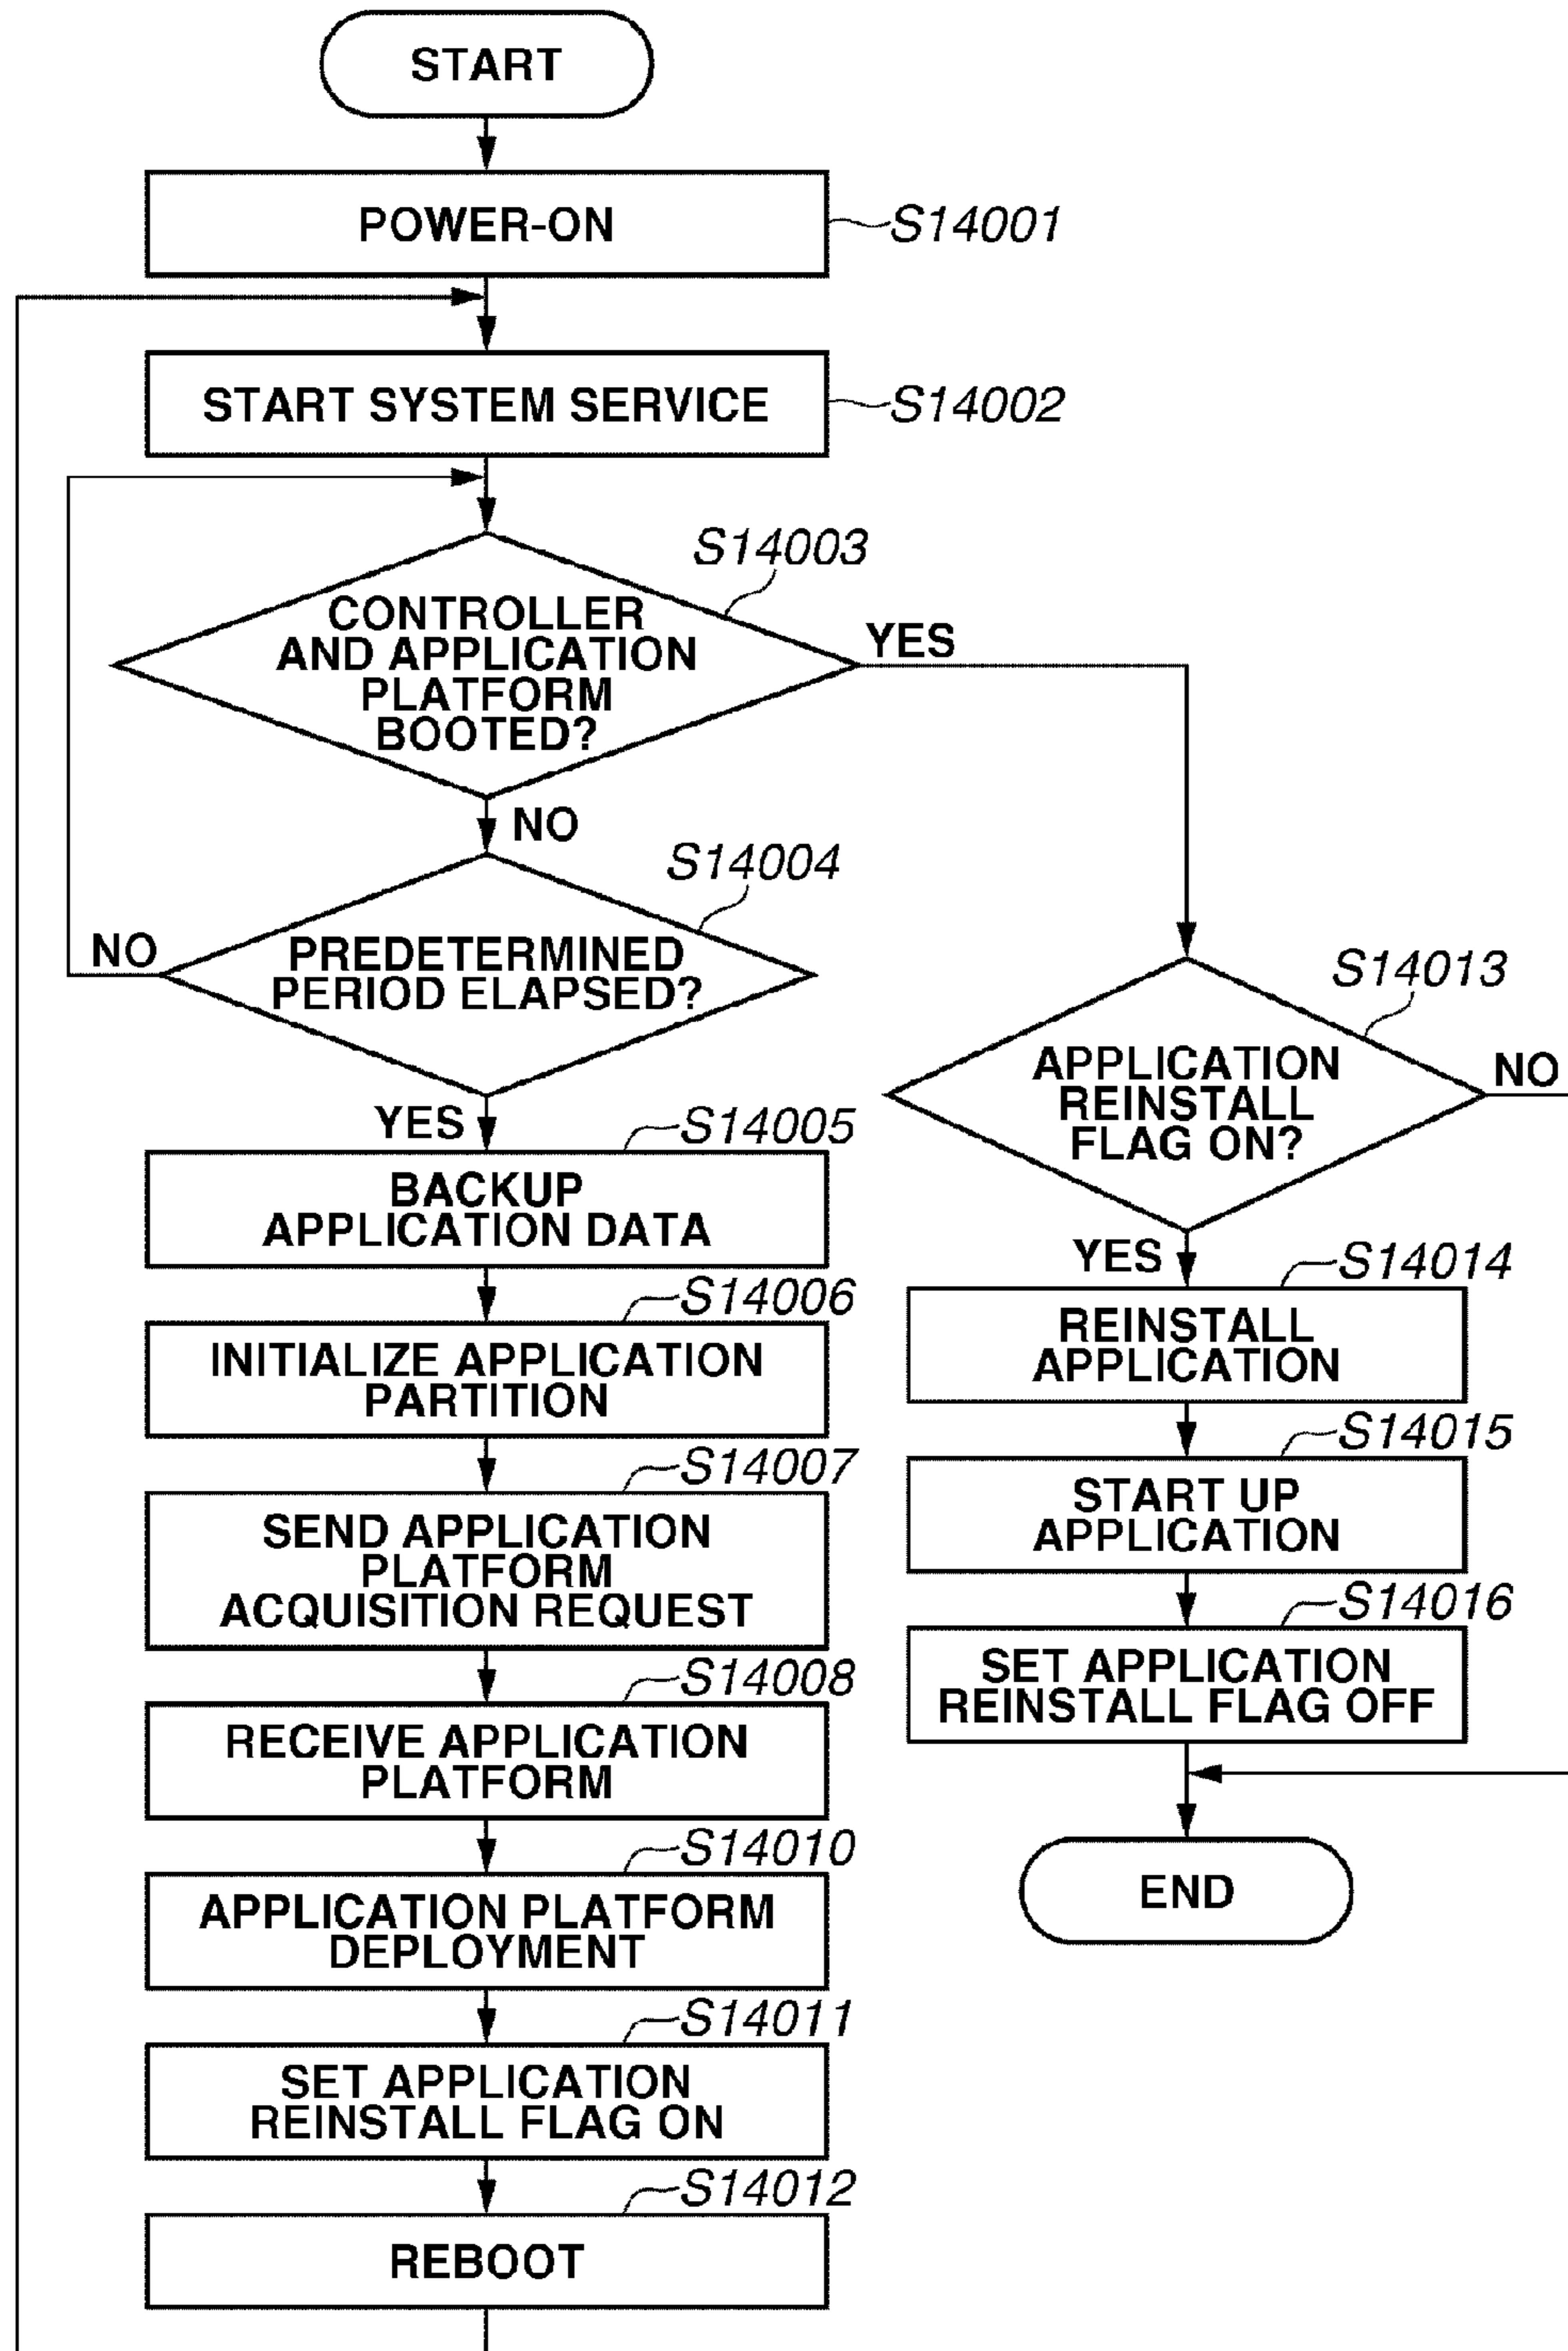 START
POWER-ON
S14001
START SYSTEM SERVICE
S14002
S14003
CONTROLLER
AND APPLICATION
PLATFORM
BOOTED?
YES
NO
S14004
PREDETERMINED
PERIOD ELAPSED?
NO
YES
S14005
BACKUP
APPLICATION DATA
S14006
INITIALIZE APPLICATION
PARTITION
S14007
SEND APPLICATION
PLATFORM
ACQUISITION REQUEST
S14008
RECEIVE APPLICATION
PLATFORM
S14010
APPLICATION PLATFORM
DEPLOYMENT
S14011
SET APPLICATION
REINSTALL FLAG ON
S14012
REBOOT
S14013
APPLICATION
REINSTALL
FLAG ON?
NO
YES
S14014
REINSTALL
APPLICATION
S14015
START UP
APPLICATION
S14016
SET APPLICATION
REINSTALL FLAG OFF
END